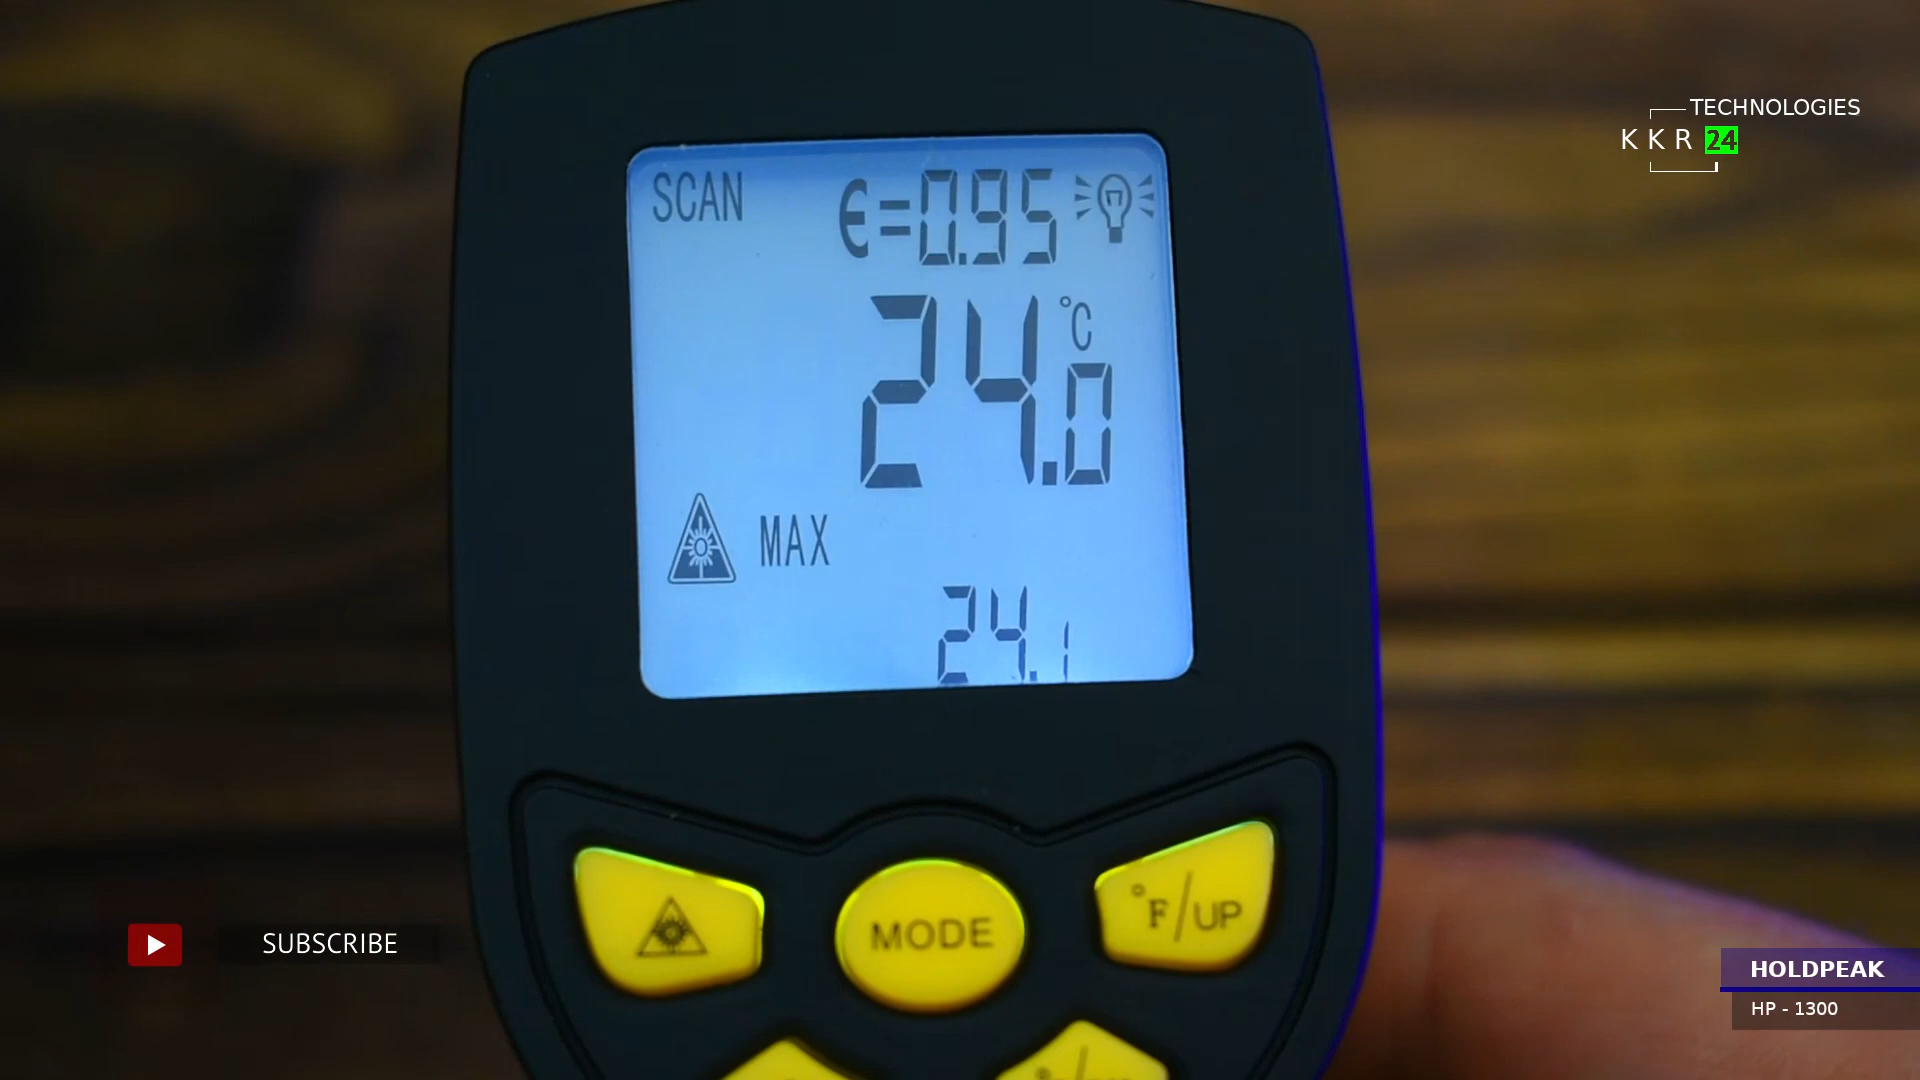 TECHNOLOGIES
KKR 24
SCAN
€=0.95
24.0 °C
MAX
24.1
MODE
°F/UP
SUBSCRIBE
HOLDPEAK
HP - 1300